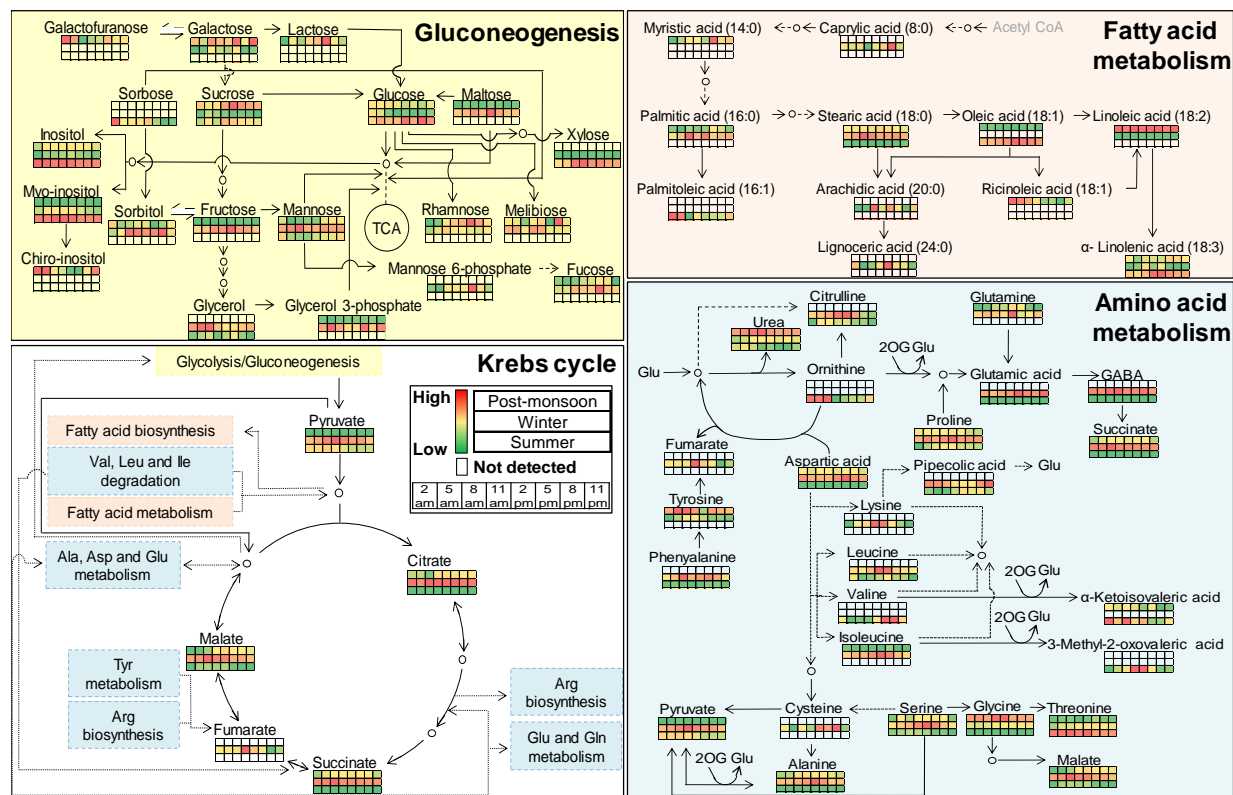 Gluconeogenesis
Galactofuranose
Galactose
Lactose
Sorbose
Sucrose
Glucose
Maltose
Inositol
Xylose
Myo-inositol
Sorbitol
Fructose
Mannose
TCA
Rhamnose
Melibiose
Chiro-inositol
Mannose 6-phosphate
Fucose
Glycerol
Glycerol 3-phosphate
Fatty acid
metabolism
Myristic acid (14:0)
Caprylic acid (8:0)
Acetyl CoA
Palmitic acid (16:0)
Stearic acid (18:0)
Oleic acid (18:1)
Linoleic acid (18:2)
Palmitoleic acid (16:1)
Arachidic acid (20:0)
Ricinoleic acid (18:1)
Lignoceric acid (24:0)
α- Linolenic acid (18:3)
Krebs cycle
Glycolysis/Gluconeogenesis
High
Low
Post-monsoon
Winter
Summer
Not detected
2 am
5 am
8 am
11 am
2 pm
5 pm
8 pm
11 pm
Pyruvate
Fatty acid biosynthesis
Val, Leu and Ile
degradation
Fatty acid metabolism
Ala, Asp and Glu
metabolism
Citrate
Malate
Tyr
metabolism
Arg
biosynthesis
Fumarate
Succinate
Arg
biosynthesis
Glu and Gln
metabolism
Amino acid
metabolism
Citrulline
Glutamine
Urea
Glu
Ornithine
2OG Glu
Glutamic acid
GABA
Proline
Succinate
Fumarate
Aspartic acid
Pipecolic acid
Glu
Tyrosine
Lysine
Phenyalanine
Leucine
2OG Glu
Valine
α-Ketoisovaleric acid
2OG Glu
Isoleucine
3-Methyl-2-oxovaleric acid
Pyruvate
Cysteine
Serine
Glycine
Threonine
2OG Glu
Alanine
Malate